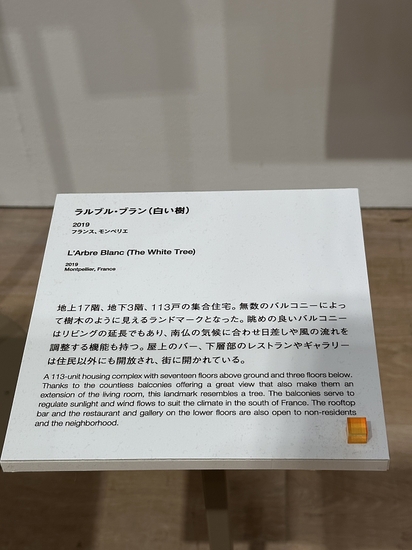 ラルブル・ブラン（白い樹）
2019
フランス、モンペリエ
L'Arbre Blanc (The White Tree)
2019
Montpellier, France
地上17階、地下3階、113戸の集合住宅。無数のバルコニーによっ
て樹木のように見えるランドマークとなった。眺めの良いバルコニー
はリビングの延長でもあり、南仏の気候に合わせ日差しや風の流れを
調整する機能も持つ。屋上のバー、下層部のレストランやギャラリー
は住民以外にも開放され、街に開かれている。
A 113-unit housing complex with seventeen floors above ground and three floors below.
Thanks to the countless balconies offering a great view that also make them an
extension of the living room, this landmark resembles a tree. The balconies serve to
regulate sunlight and wind flows to suit the climate in the south of France. The rooftop
bar and the restaurant and gallery on the lower floors are also open to non-residents
and the neighborhood.